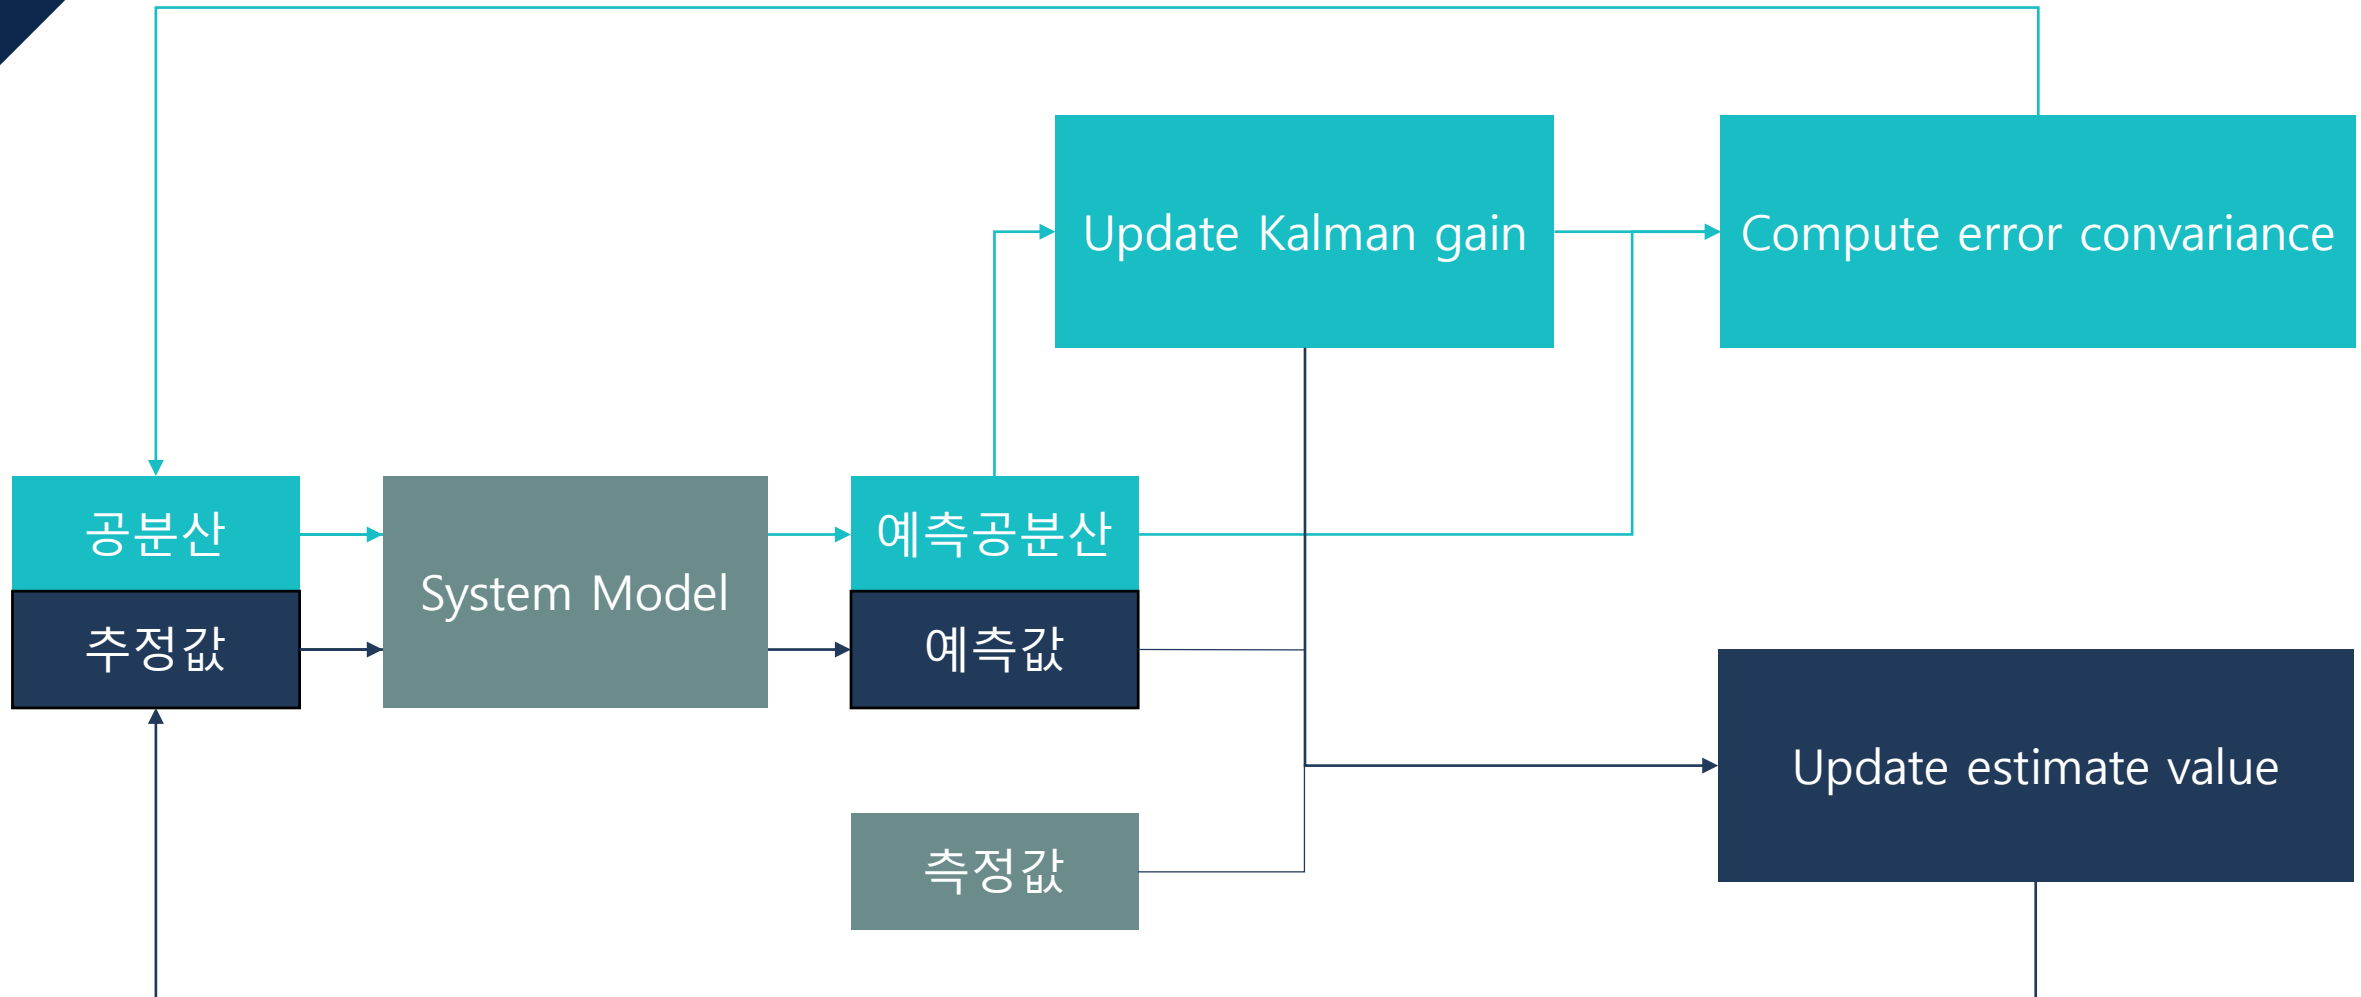 Update Kalman gain
Compute error convariance
공분산
추정값
System Model
예측공분산
예측값
Update estimate value
측정값